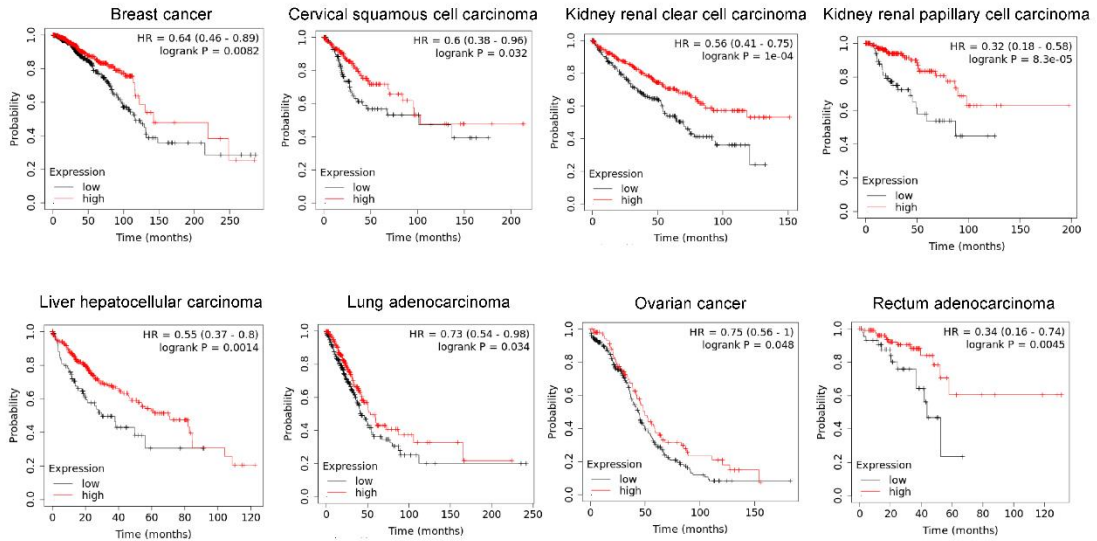 Breast cancer
HR = 0.64 (0.46 - 0.89)
logrank P = 0.0082
Probability
0.0 0.2 0.4 0.6 0.8 1.0
Expression
low
high
0 50 100 150 200 250
Time (months)
Cervical squamous cell carcinoma
HR = 0.6 (0.38 - 0.96)
logrank P = 0.032
Probability
0.0 0.2 0.4 0.6 0.8 1.0
Expression
low
high
0 50 100 150 200
Time (months)
Kidney renal clear cell carcinoma
HR = 0.56 (0.41 - 0.75)
logrank P = 1e-04
Probability
0.0 0.2 0.4 0.6 0.8 1.0
Expression
low
high
0 50 100 150
Time (months)
Kidney renal papillary cell carcinoma
HR = 0.32 (0.18 - 0.58)
logrank P = 8.3e-05
Probability
0.0 0.2 0.4 0.6 0.8 1.0
Expression
low
high
0 50 100 150 200
Time (months)
Liver hepatocellular carcinoma
HR = 0.55 (0.37 - 0.8)
logrank P = 0.0014
Probability
0.0 0.2 0.4 0.6 0.8 1.0
Expression
low
high
0 20 40 60 80 100 120
Time (months)
Lung adenocarcinoma
HR = 0.73 (0.54 - 0.98)
logrank P = 0.034
Probability
0.0 0.2 0.4 0.6 0.8 1.0
Expression
low
high
0 50 100 150 200 250
Time (months)
Ovarian cancer
HR = 0.75 (0.56 - 1)
logrank P = 0.048
Probability
0.0 0.2 0.4 0.6 0.8 1.0
Expression
low
high
0 50 100 150
Time (months)
Rectum adenocarcinoma
HR = 0.34 (0.16 - 0.74)
logrank P = 0.0045
Probability
0.0 0.2 0.4 0.6 0.8 1.0
Expression
low
high
0 20 40 60 80 100 120
Time (months)